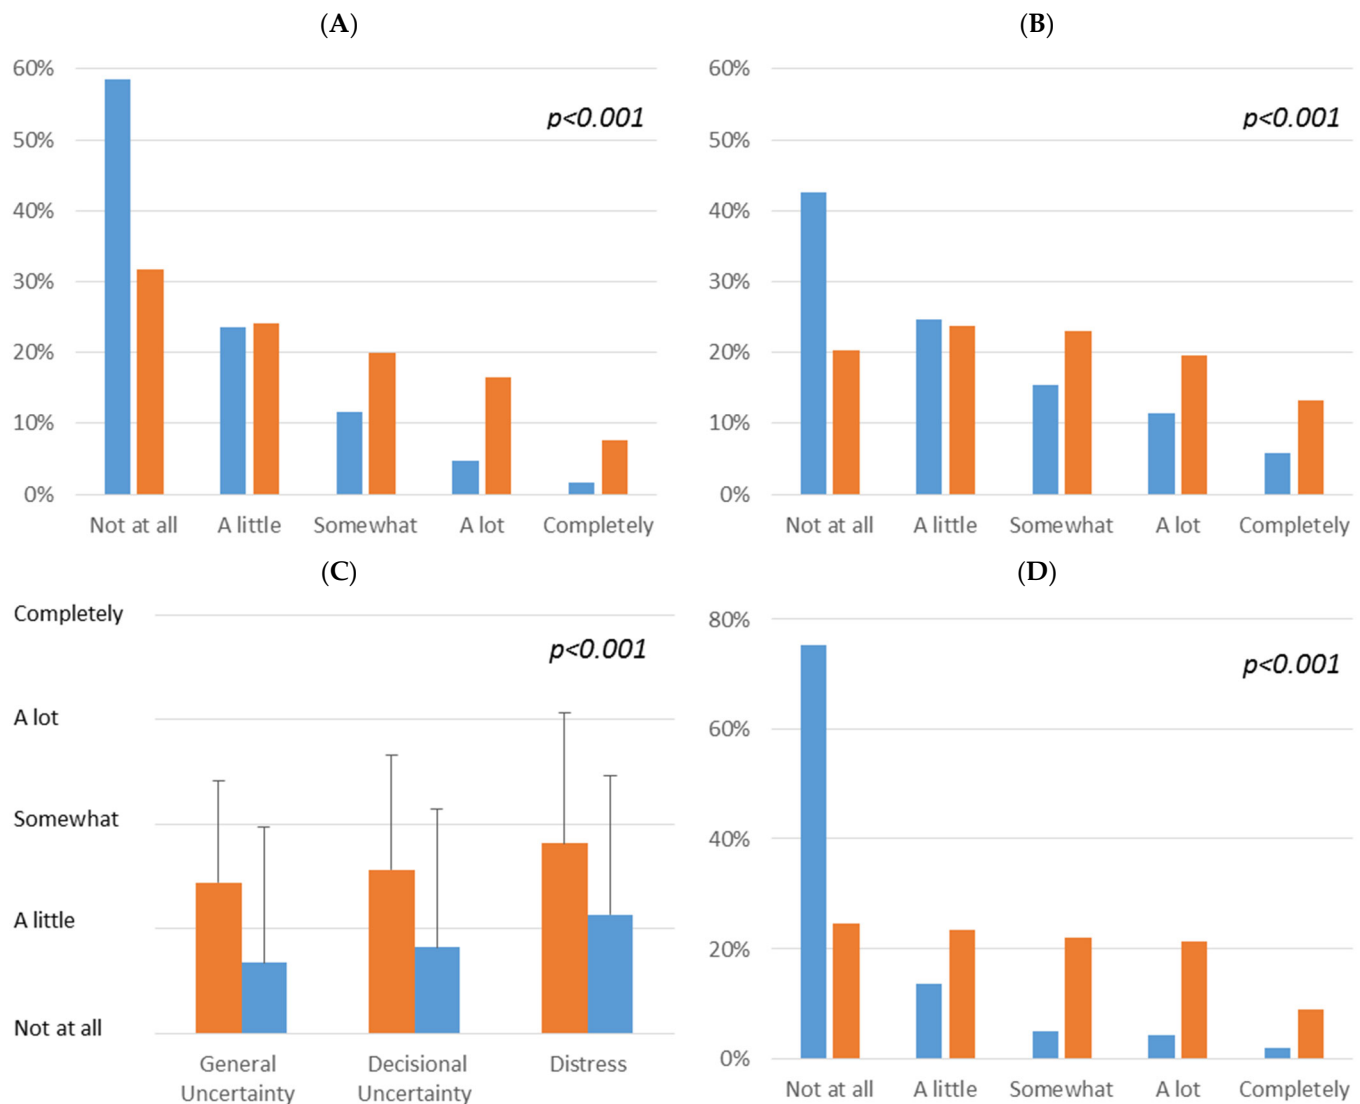 (A)
60%
50%
40%
30%
20%
10%
0%
p<0.001
Not at all A little Somewhat A lot Completely
(B)
60%
50%
40%
30%
20%
10%
0%
p<0.001
Not at all A little Somewhat A lot Completely
(C)
Completely
A lot
Somewhat
A little
Not at all
p<0.001
General Decisional Distress
Uncertainty Uncertainty
(D)
80%
60%
40%
20%
0%
p<0.001
Not at all A little Somewhat A lot Completely